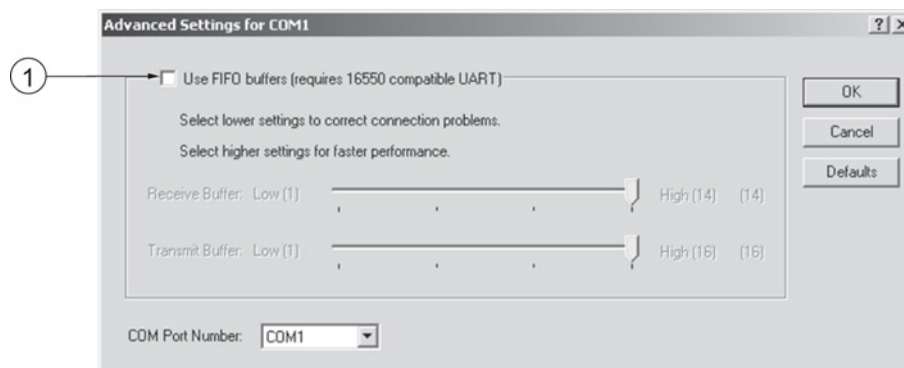 Advanced Settings for COM1
? X
1
Use FIFO buffers (requires 16550 compatible UART)
OK
Select lower settings to correct connection problems.
Cancel
Select higher settings for faster performance.
Defaults
Receive Buffer: Low (1) High (14) (14)
Transmit Buffer: Low (1) High (16) (16)
COM Port Number: COM1